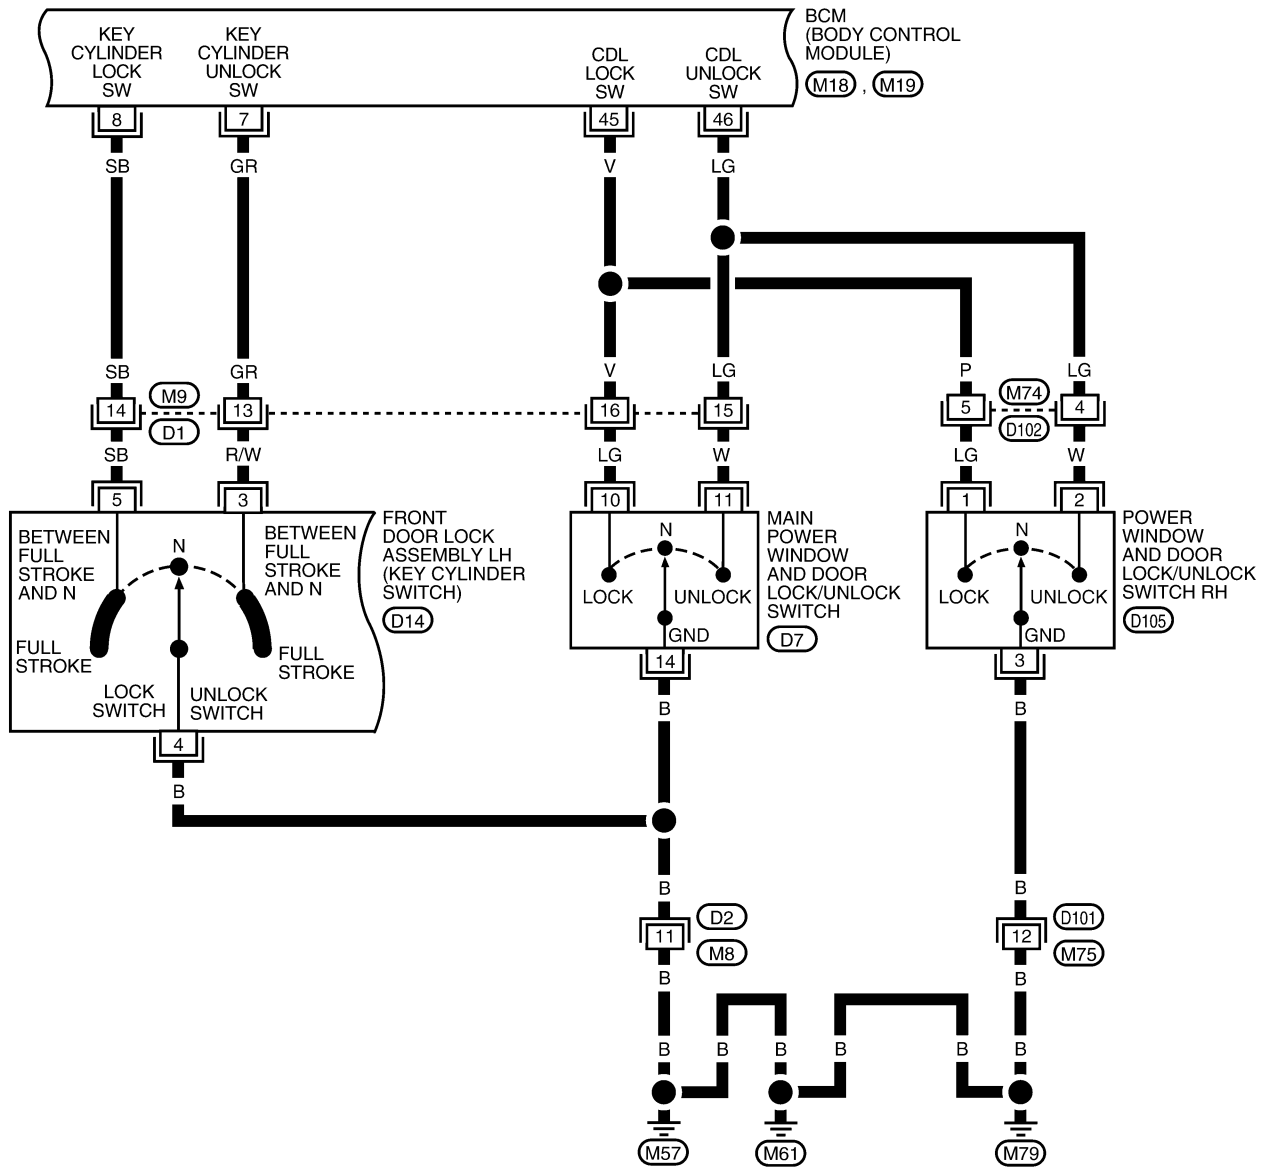 BCM
(BODY CONTROL
MODULE)
M18 , M19
KEY
CYLINDER
LOCK
SW
KEY
CYLINDER
UNLOCK
SW
CDL
LOCK
SW
CDL
UNLOCK
SW
8
7
45
46
SB
GR
V
LG
SB
GR
V
LG
P
LG
14
M9
D1
13
16
15
5
M74
D102
4
SB
R/W
LG
W
LG
W
5
3
10
11
1
2
BETWEEN
FULL
STROKE
AND N
N
BETWEEN
FULL
STROKE
AND N
FULL
STROKE
FULL
STROKE
LOCK
SWITCH
UNLOCK
SWITCH
FRONT
DOOR LOCK
ASSEMBLY LH
(KEY CYLINDER
SWITCH)
D14
N
LOCK
UNLOCK
GND
MAIN
POWER
WINDOW
AND DOOR
LOCK/UNLOCK
SWITCH
D7
N
LOCK
UNLOCK
GND
POWER
WINDOW
AND DOOR
LOCK/UNLOCK
SWITCH RH
D105
4
14
3
B
B
B
B
B
11
D2
M8
12
D101
M75
B
B
B
B
B
B
B
B
M57
M61
M79